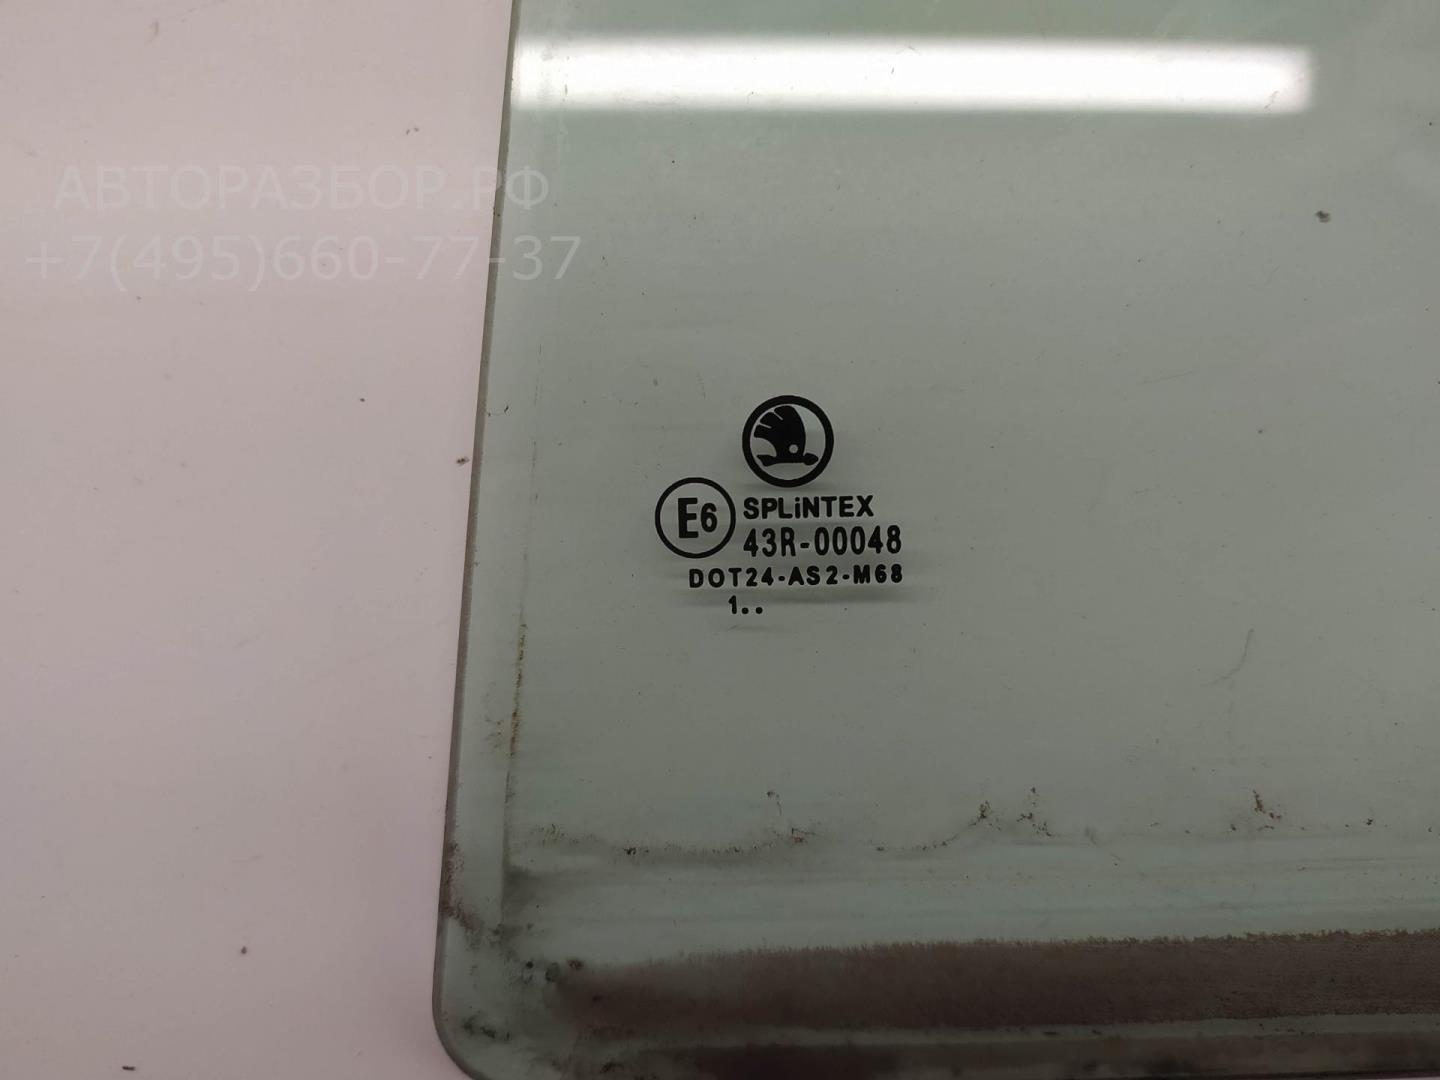 АВТОРАЗБОР.РФ
+7(495)660-77-37
E6
SPLiNTEX
43R-00048
DOT24-AS2-M68
1..